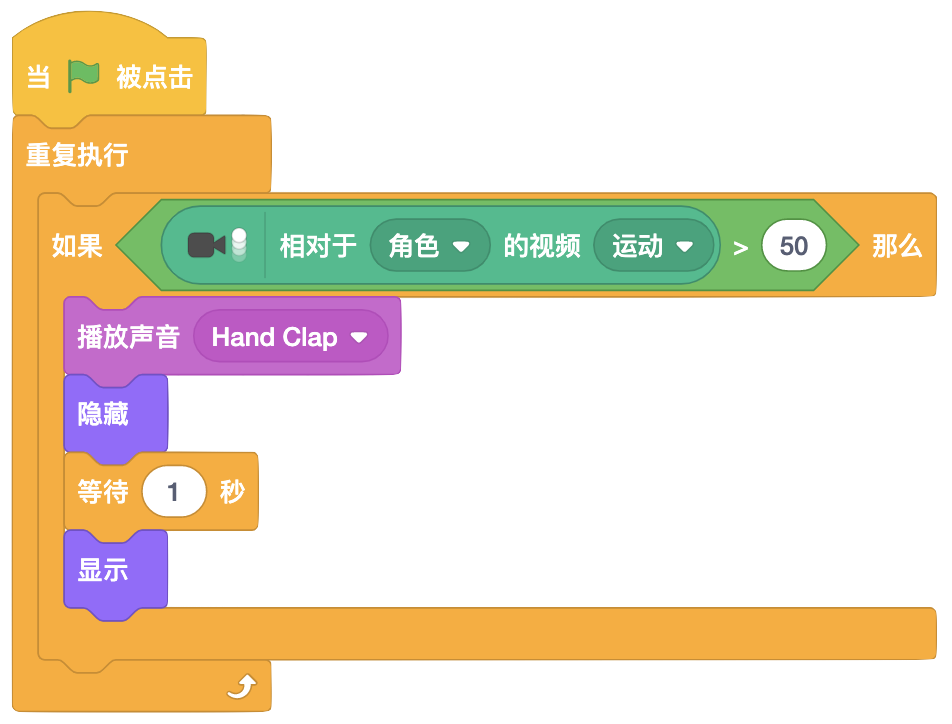 当 被点击
重复执行
如果 相对于 角色 的视频 运动 > 50 那么
播放声音 Hand Clap
隐藏
等待 1 秒
显示